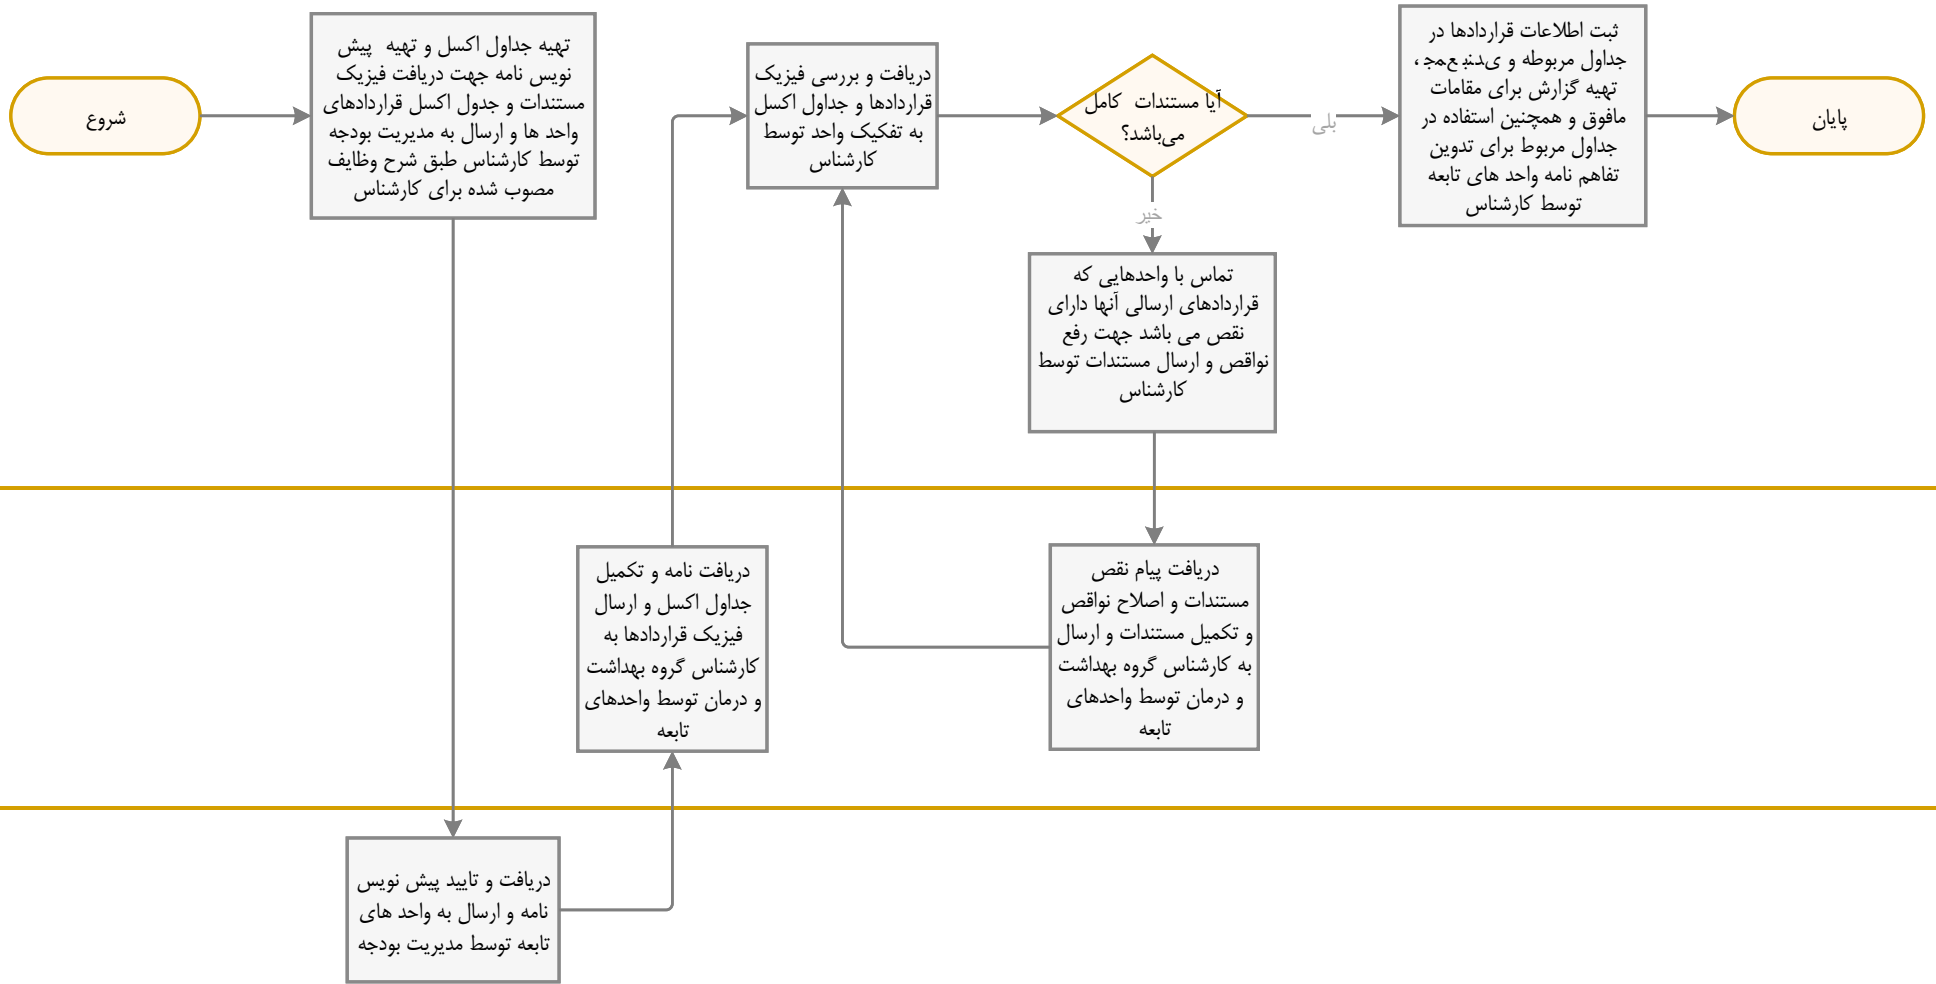 شروع
تهیه جداول اکسل و تهیه پیش
نویس نامه جهت دریافت فیزیک
مستندات و جدول اکسل قراردادهای
واحد ها و ارسال به مدیریت بودجه
توسط کارشناس طبق شرح وظایف
مصوب شده برای کارشناس
دریافت و تایید پیش نویس
نامه و ارسال به واحد های
تابعه توسط مدیریت بودجه
دریافت نامه و تکمیل
جداول اکسل و ارسال
فیزیک قراردادها به
کارشناس گروه بهداشت
و درمان توسط واحدهای
تابعه
دریافت و بررسی فیزیک
قراردادها و جداول اکسل
به تفکیک واحد توسط
کارشناس
آیا مستندات کامل
می‌باشد؟
خیر
تماس با واحدهایی که
قراردادهای ارسالی آنها دارای
نقص می باشد جهت رفع
نواقص و ارسال مستندات توسط
کارشناس
دریافت پیام نقص
مستندات و اصلاح نواقص
و تکمیل مستندات و ارسال
به کارشناس گروه بهداشت
و درمان توسط واحدهای
تابعه
بلی
ثبت اطلاعات قراردادها در
جداول مربوطه و ،
تهیه گزارش برای مقامات
مافوق و همچنین استفاده در
جداول مربوط برای تدوین
تفاهم نامه واحد های تابعه
توسط کارشناس
پایان